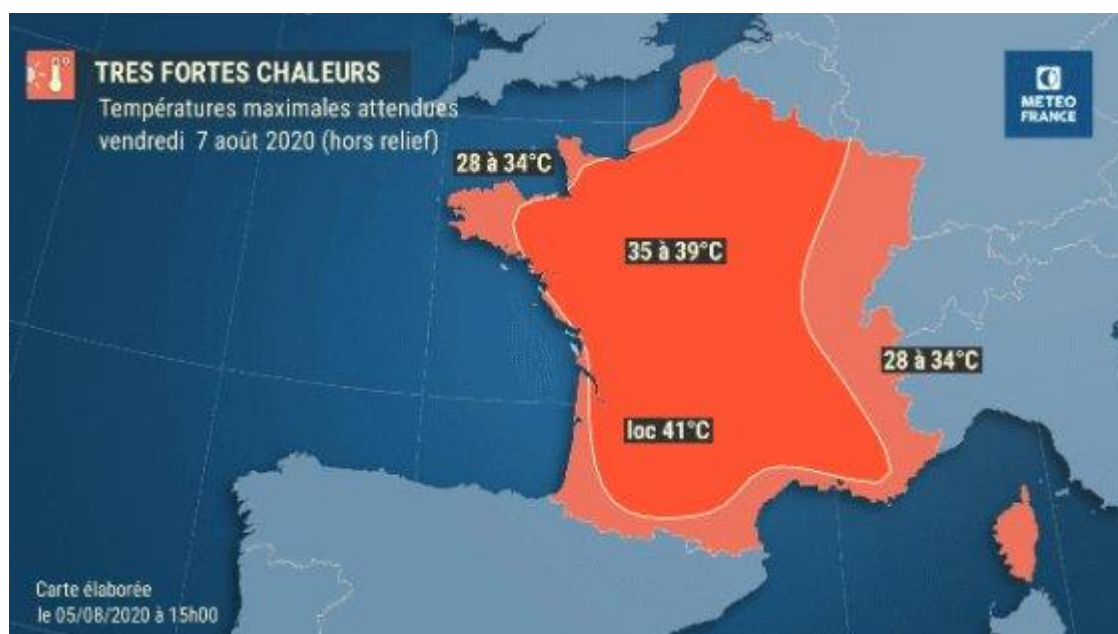 TRES FORTES CHALEURS
Températures maximales attendues
vendredi 7 août 2020 (hors relief)
METEO
FRANCE
28 à 34°C
35 à 39°C
28 à 34°C
loc 41°C
Carte élaborée
le 05/08/2020 à 15h00